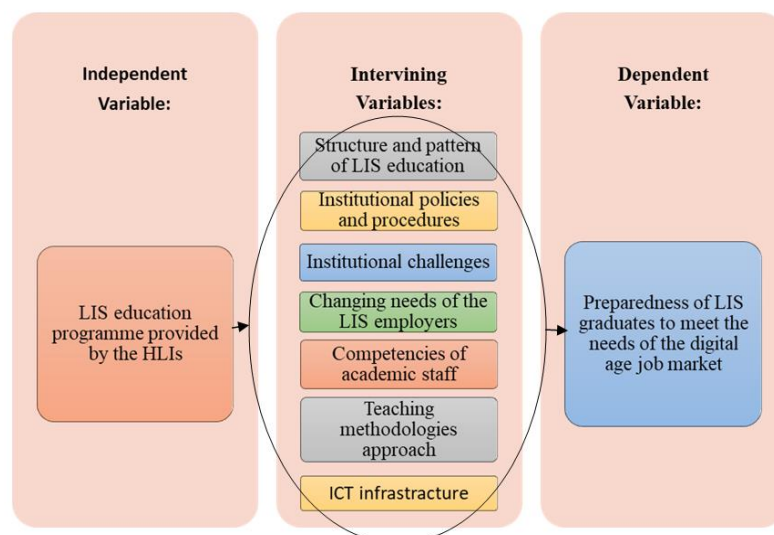 Independent
Variable:
LIS education
programme provided
by the HLIs
Intervining
Variables:
Structure and pattern
of LIS education
Institutional policies
and procedures
Institutional challenges
Changing needs of the
LIS employers
Competencies of
academic staff
Teaching
methodologies
approach
ICT infrastracture
Dependent
Variable:
Preparedness of LIS
graduates to meet the
needs of the digital
age job market